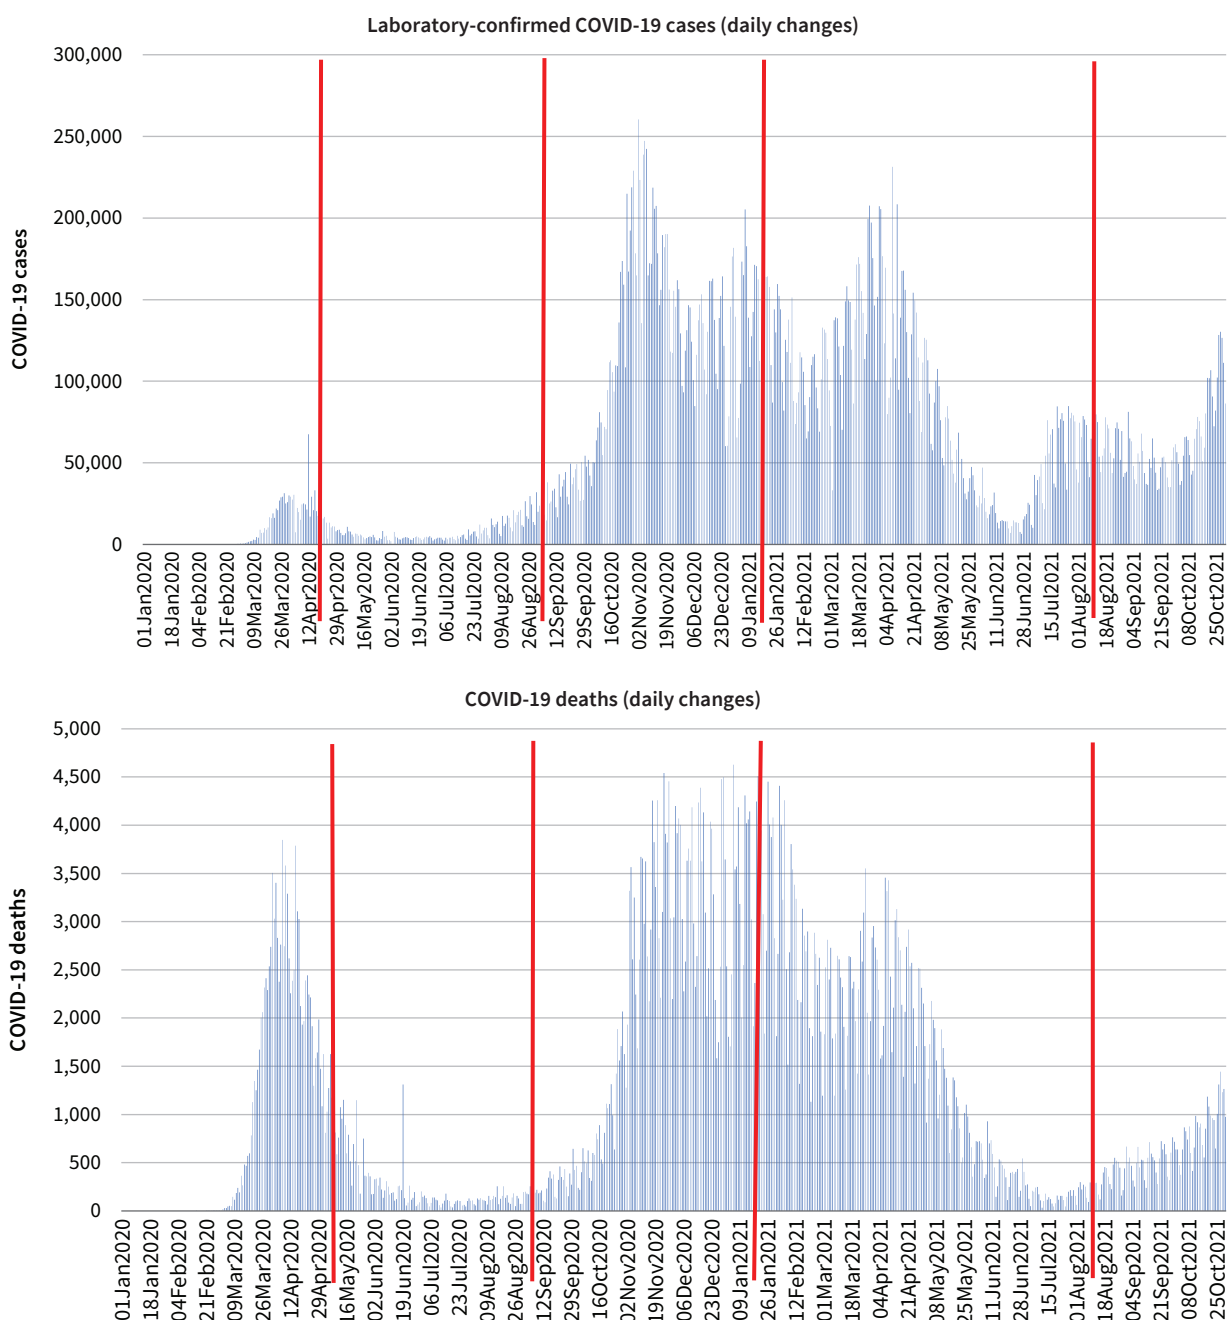 Laboratory-confirmed COVID-19 cases (daily changes)
300,000
250,000
200,000
150,000
100,000
50,000
0
COVID-19 cases
01Jan2020
18Jan2020
04Feb2020
21Feb2020
09Mar2020
26Mar2020
12Apr2020
29Apr2020
16May2020
02Jun2020
19Jun2020
06Jul2020
23Jul2020
09Aug2020
26Aug2020
12Sep2020
29Sep2020
16Oct2020
02Nov2020
19Nov2020
06Dec2020
23Dec2020
09Jan2021
26Jan2021
12Feb2021
01Mar2021
18Mar2021
04Apr2021
21Apr2021
08May2021
25May2021
11Jun2021
28Jun2021
15Jul2021
01Aug2021
18Aug2021
04Sep2021
21Sep2021
08Oct2021
25Oct2021
COVID-19 deaths (daily changes)
5,000
4,500
4,000
3,500
3,000
2,500
2,000
1,500
1,000
500
0
COVID-19 deaths
01Jan2020
18Jan2020
04Feb2020
21Feb2020
09Mar2020
26Mar2020
12Apr2020
29Apr2020
16May2020
02Jun2020
19Jun2020
06Jul2020
23Jul2020
09Aug2020
26Aug2020
12Sep2020
29Sep2020
16Oct2020
02Nov2020
19Nov2020
06Dec2020
23Dec2020
09Jan2021
26Jan2021
12Feb2021
01Mar2021
18Mar2021
04Apr2021
21Apr2021
08May2021
25May2021
11Jun2021
28Jun2021
15Jul2021
01Aug2021
18Aug2021
04Sep2021
21Sep2021
08Oct2021
25Oct2021